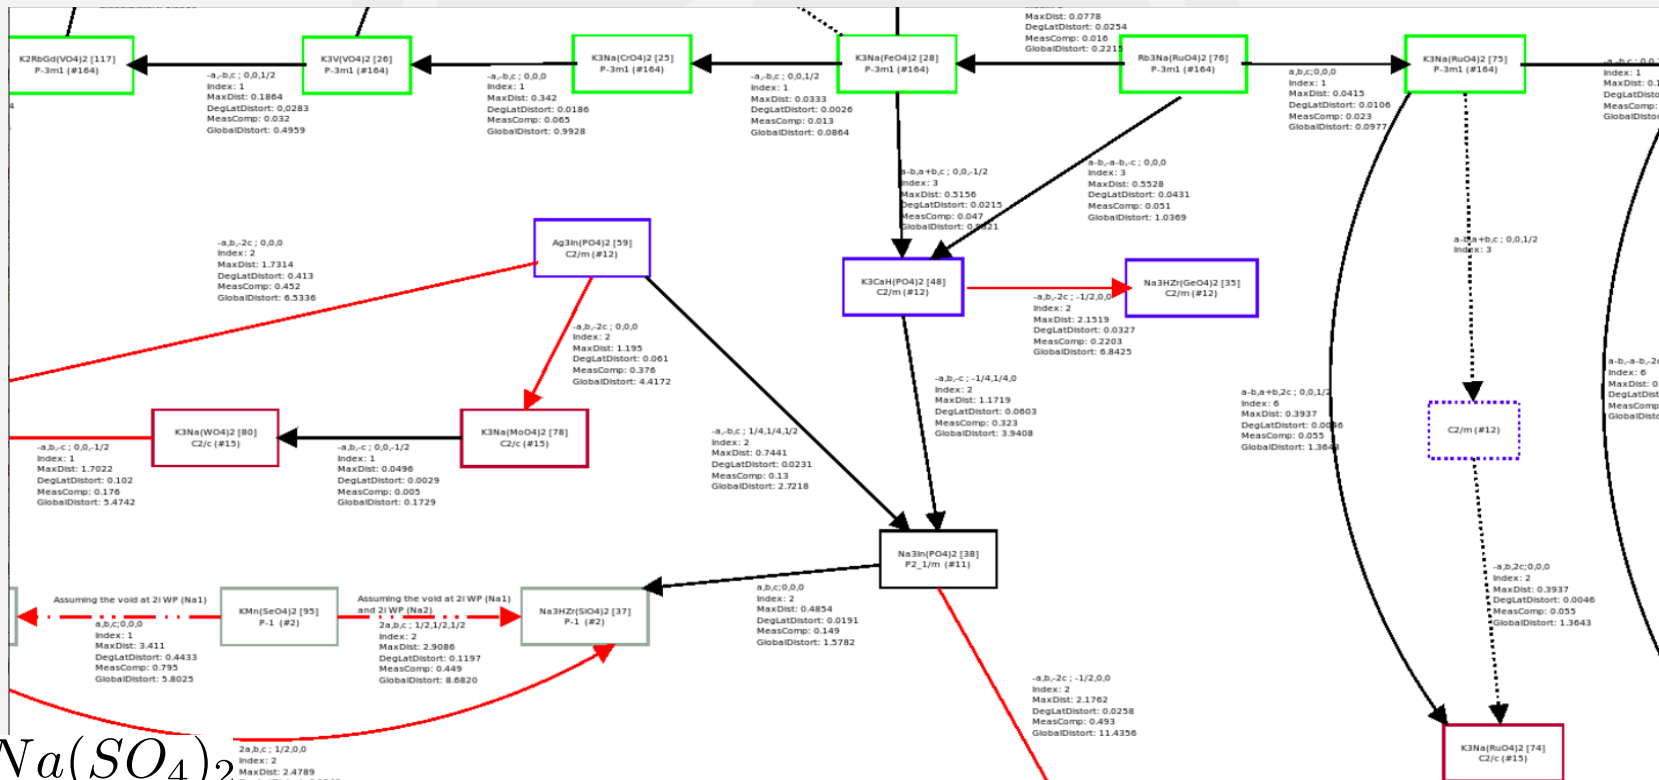 MaxDist: 0.0778
DegLatDistort: 0.0254
MeasComp: 0.016
GlobalDistort: 0.2215
K2RbGd(VO4)2 [117]
P-3m1 (#164)
K3V(VO4)2 [26]
P-3m1 (#164)
K3Na(CrO4)2 [25]
P-3m1 (#164)
K3Na(FeO4)2 [28]
P-3m1 (#164)
Rb3Na(RuO4)2 [76]
P-3m1 (#164)
K3Na(RuO4)2 [75]
P-3m1 (#164)
-a,-b,c ; 0,0,1/2
Index: 1
MaxDist: 0.1864
DegLatDistort: 0,0283
MeasComp: 0.032
GlobalDistort: 0.4959
-a,-b,c ; 0,0,0
Index: 1
MaxDist: 0.342
DegLatDistort: 0.0186
MeasComp: 0.065
GlobalDistort: 0.9928
-a,-b,c ; 0,0,1/2
Index: 1
MaxDist: 0.0333
DegLatDistort: 0.0026
MeasComp: 0.013
GlobalDistort: 0.0864
a,b,c;0,0,0
Index: 1
MaxDist: 0.0415
DegLatDistort: 0.0106
MeasComp: 0.023
GlobalDistort: 0.0977
Index: 1
a-b,a+b,c ; 0,0,-1/2
Index: 3
MaxDist: 0.5156
DegLatDistort: 0.0215
MeasComp: 0.047
a-b,-a-b,-c ; 0,0,0
Index: 3
MaxDist: 0.5528
DegLatDistort: 0.0431
MeasComp: 0.051
GlobalDistort: 1.0369
-a,b,-2c ; 0,0,0
Index: 2
MaxDist: 1.7314
DegLatDistort: 0.413
MeasComp: 0.452
GlobalDistort: 6.5336
Ag3In(PO4)2 [59]
C2/m (#12)
K3CaH(PO4)2 [48]
C2/m (#12)
Na3HZr(GeO4)2 [35]
C2/m (#12)
a-b,a+b,c ; 0,0,1/2
Index: 3
-a,b,-2c ; -1/2,0,0
Index: 2
MaxDist: 2.1519
DegLatDistort: 0.0327
MeasComp: 0.2203
GlobalDistort: 6.8425
-a,b,-2c ; 0,0,0
Index: 2
MaxDist: 1.195
DegLatDistort: 0.061
MeasComp: 0.376
GlobalDistort: 4.4172
-a,b,-c ; -1/4,1/4,0
Index: 2
MaxDist: 1.1719
DegLatDistort: 0.0603
MeasComp: 0.323
GlobalDistort: 3.9408
a-b,a+b,2c ; 0,0,1/2
Index: 6
MaxDist: 0.3937
DegLatDistort: 0.0046
MeasComp: 0.055
GlobalDistort: 1.3643
a-b,-a-b,-2c
Index: 6
K3Na(WO4)2 [80]
C2/c (#15)
K3Na(MoO4)2 [78]
C2/c (#15)
C2/m (#12)
-a,b,-c ; 0,0,-1/2
Index: 1
MaxDist: 1.7022
DegLatDistort: 0.102
MeasComp: 0.176
GlobalDistort: 5.4742
-a,b,-c ; 0,0,-1/2
Index: 1
MaxDist: 0.0496
DegLatDistort: 0.0029
MeasComp: 0.005
GlobalDistort: 0.1729
-a,-b,c ; 1/4,1/4,1/2
Index: 2
MaxDist: 0.7441
DegLatDistort: 0.0231
MeasComp: 0.13
GlobalDistort: 2.7218
Na3In(PO4)2 [38]
P2_1/m (#11)
-a,b,2c;0,0,0
Index: 2
MaxDist: 0.3937
DegLatDistort: 0.0046
MeasComp: 0.055
GlobalDistort: 1.3643
Assuming the void at 2i WP (Na1)
KMn(SeO4)2 [95]
P-1 (#2)
Assuming the void at 2i WP (Na1)
and 2i WP (Na2)
Na3HZr(SiO4)2 [37]
P-1 (#2)
a,b,c;0,0,0
Index: 1
MaxDist: 3.411
DegLatDistort: 0.4433
MeasComp: 0.795
GlobalDistort: 5.8025
2a,b,c ; 1/2,1/2,1/2
Index: 2
MaxDist: 2.9086
DegLatDistort: 0.1197
MeasComp: 0.449
GlobalDistort: 8.6820
a,b,c;0,0,0
Index: 2
MaxDist: 0.4854
DegLatDistort: 0.0191
MeasComp: 0.149
GlobalDistort: 1.5782
-a,b,-2c ; -1/2,0,0
Index: 2
MaxDist: 2.1762
DegLatDistort: 0.0258
MeasComp: 0.493
GlobalDistort: 11.4356
Na(SO4)2
2a,b,c ; 1/2,0,0
Index: 2
MaxDist: 2.4789
K3Na(RuO4)2 [74]
C2/c (#15)